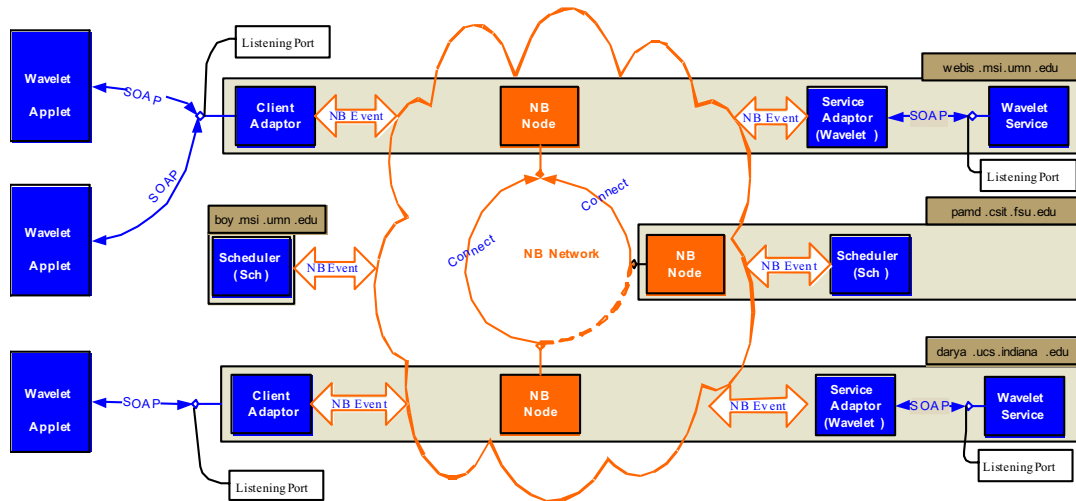 Listening Port
webis .msi.umn .edu
Wavelet
Applet
SOAP
Client
Adaptor
NB Event
NB
Node
NB Event
Service
Adaptor
(Wavelet )
SOAP
Wavelet
Service
SOAP
Listening Port
Connect
Wavelet
Applet
boy .msi.umn .edu
Scheduler
( Sch )
NB Event
Connect
NB Network
pamd .csit .fsu .edu
NB
Node
NB Event
Scheduler
(Sch )
darya .ucs.indiana .edu
Wavelet
Applet
SOAP
Client
Adaptor
NB Event
NB
Node
NB Event
Service
Adaptor
(Wavelet )
SOAP
Wavelet
Service
Listening Port
Listening Port